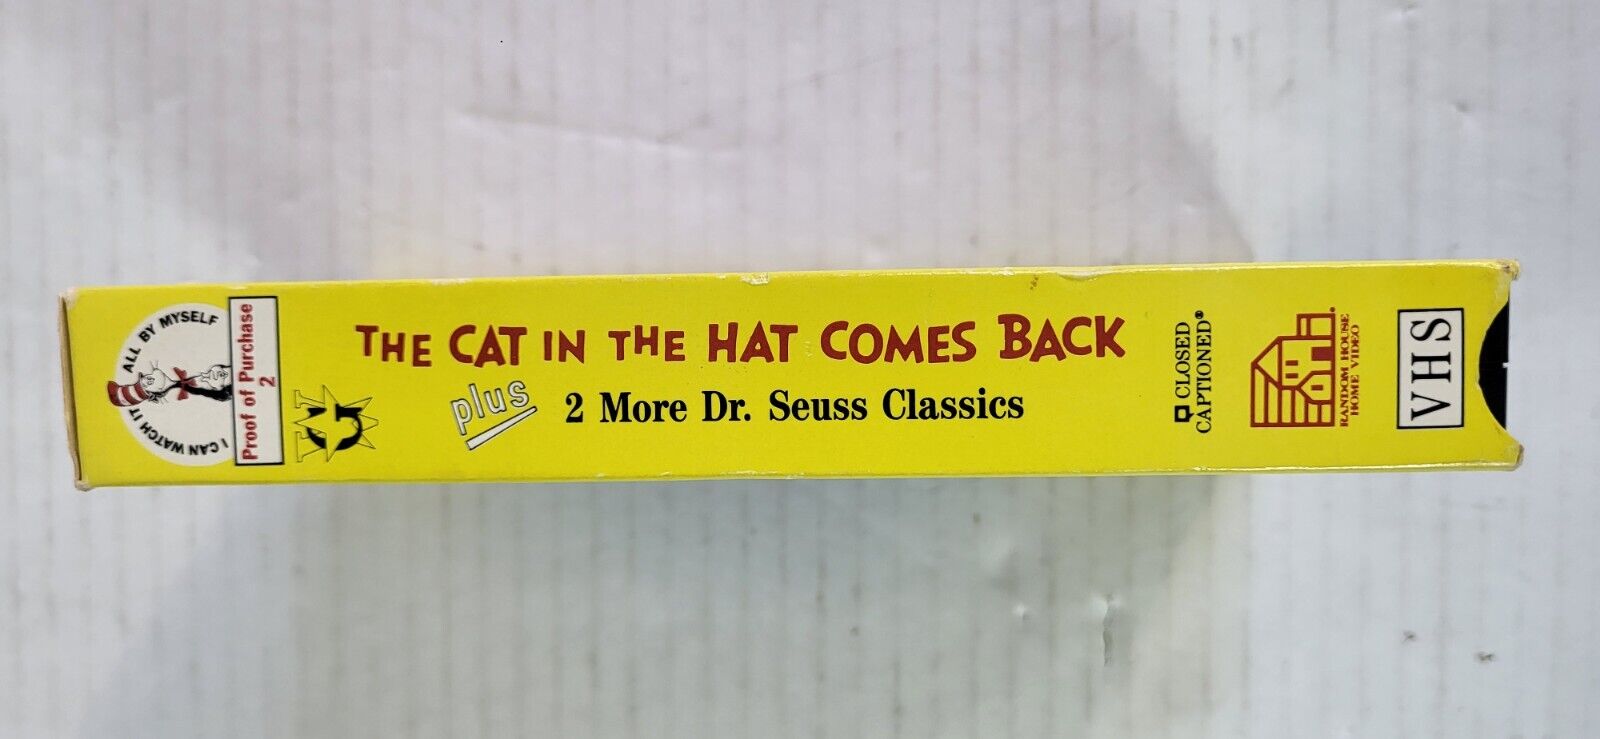 I CAN WATCH IT ALL BY MYSELF
Proof of Purchase
2
THE CAT IN THE HAT COMES BACK
plus
2 More Dr. Seuss Classics
CLOSED
CAPTIONED®
RANDOM HOUSE
HOME VIDEO
VHS